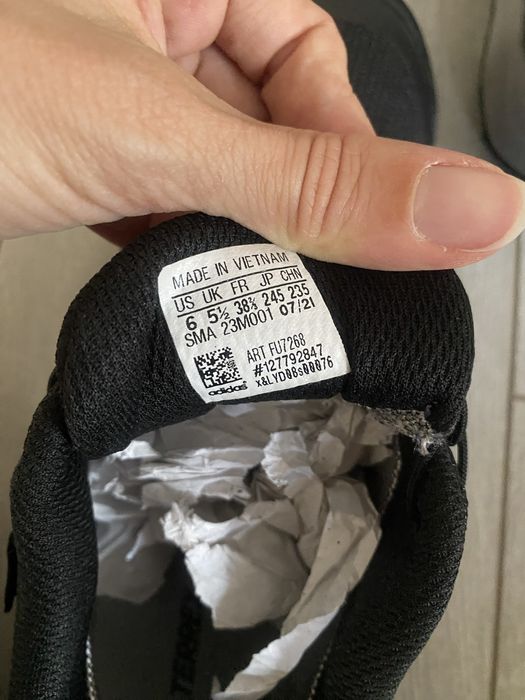 MADE IN VIETNAM
US UK FR JP CHN
6 5½ 38⅔ 245 235
SMA 23M001 07/21
ART FU7268
#127792847
x&LYD08s00076
adidas